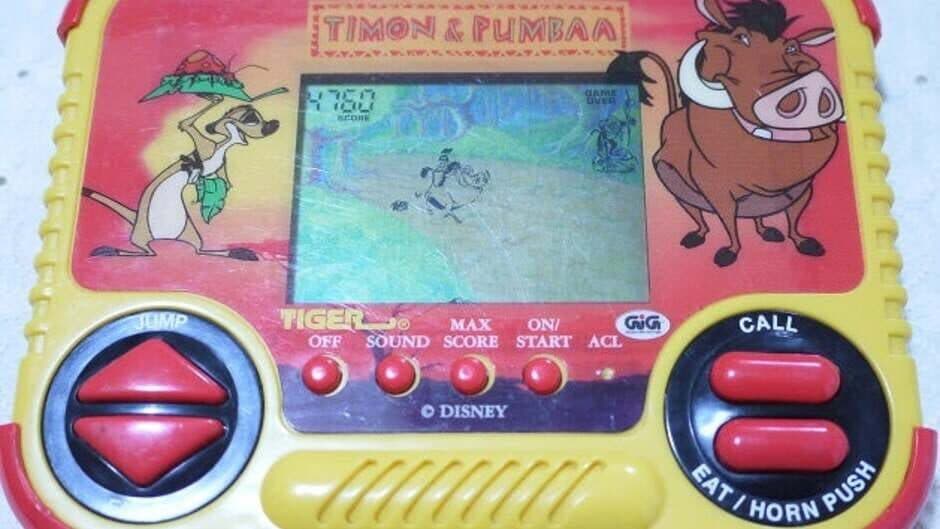 TIMON & PUMBAA
4760
SCORE
GAME
OVER
TIGER®
GiG
OFF SOUND MAX SCORE ON/ START ACL
© DISNEY
JUMP
CALL
EAT / HORN PUSH